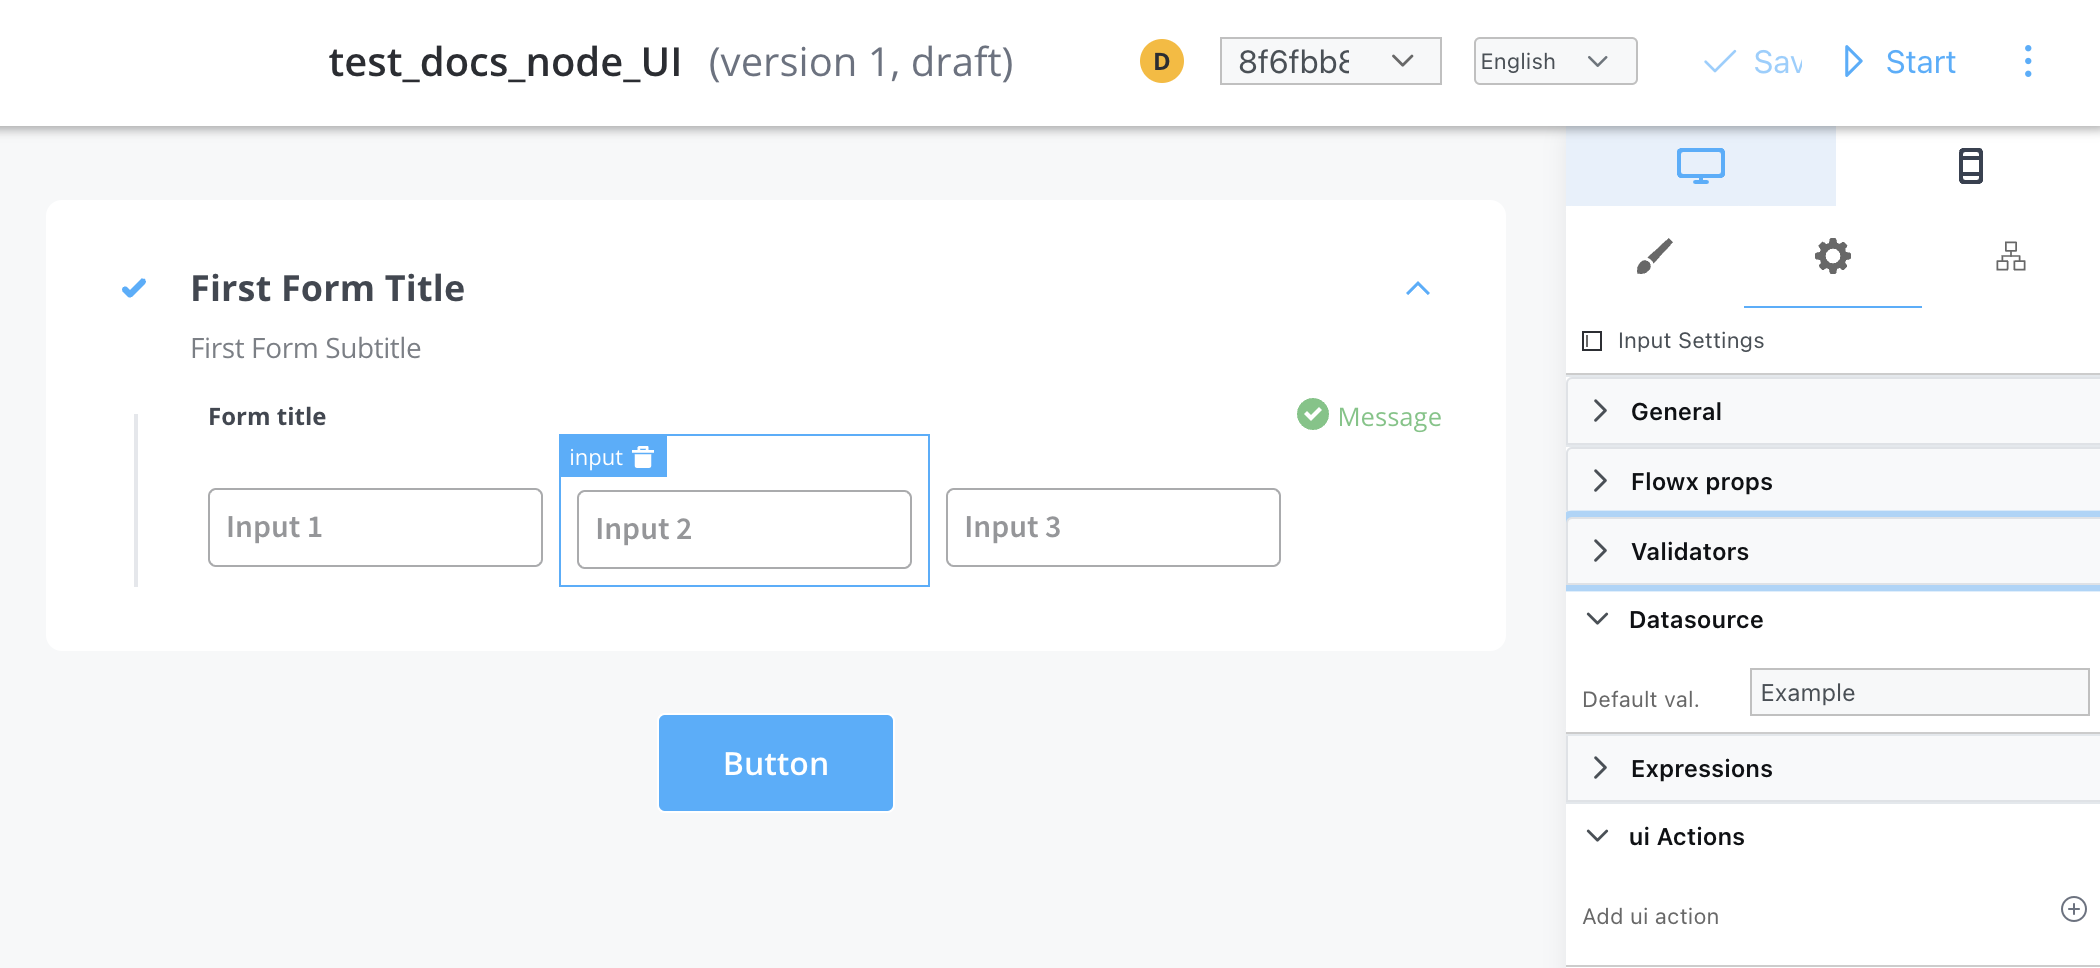 test_docs_node_UI (version 1, draft) D 8f6fbb8 English Sav Start
First Form Title
First Form Subtitle
Form title
Message
input
Input 1 Input 2 Input 3
Button
Input Settings
General
Flowx props
Validators
Datasource
Default val. Example
Expressions
ui Actions
Add ui action